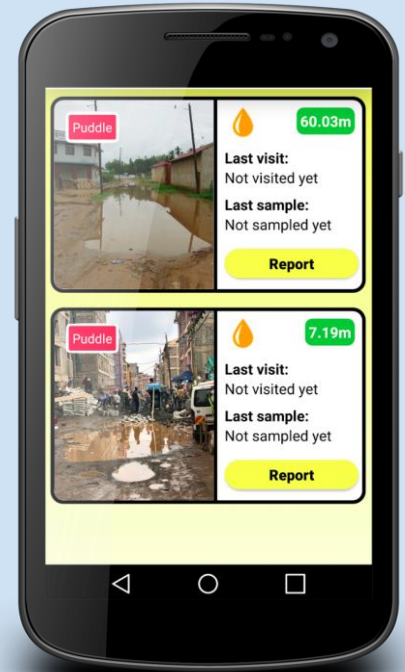 Puddle
60.03m
Last visit:
Not visited yet
Last sample:
Not sampled yet
Report
Puddle
7.19m
Last visit:
Not visited yet
Last sample:
Not sampled yet
Report